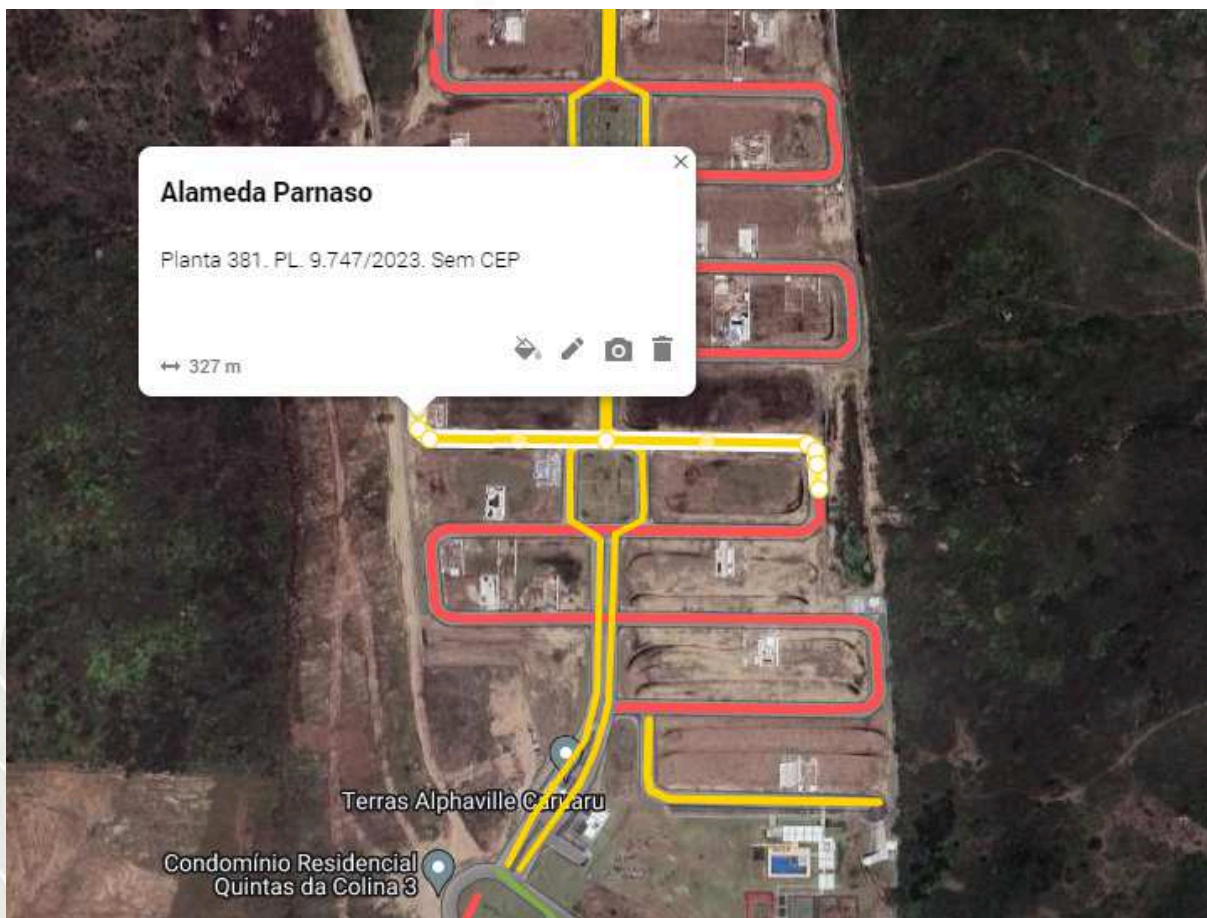 Alameda Parnaso
Planta 381. PL. 9.747/2023. Sem CEP
327 m
Terras Alphaville Caruaru
Condomínio Residencial
Quintas da Colina 3